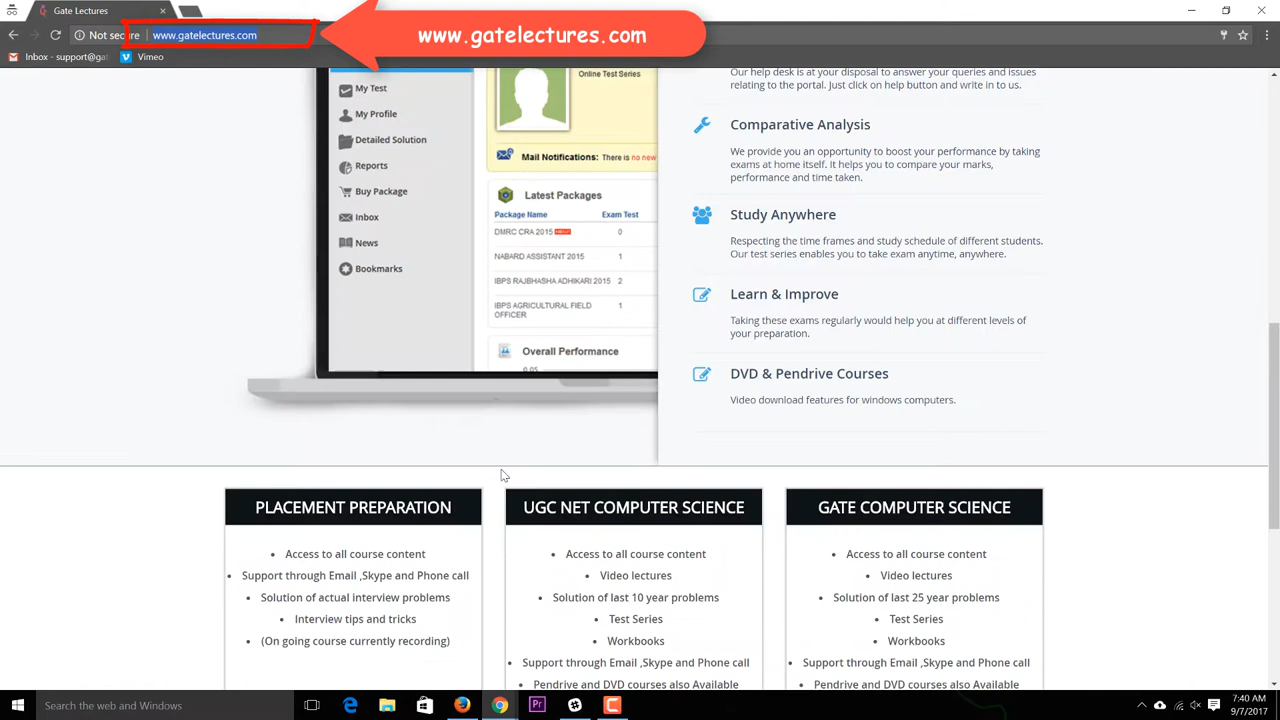 Gate Lectures
Not secure
www.gatelectures.com
www.gatelectures.com
Inbox - support@gat
Vimeo
My Test
My Profile
Detailed Solution
Reports
Buy Package
Inbox
News
Bookmarks
Online Test Series
Mail Notifications: There is no new
Latest Packages
Package Name Exam Test
DMRC CRA 2015 0
NABARD ASSISTANT 2015 1
IBPS RAJBHASHA ADHIKARI 2015 2
IBPS AGRICULTURAL FIELD 1
OFFICER
Overall Performance
0.05
Our help desk is at your disposal to answer your queries and issues
relating to the portal. Just click on help button and write in to us.
Comparative Analysis
We provide you an opportunity to boost your performance by taking
exams at home itself. It helps you to compare your marks,
performance and time taken.
Study Anywhere
Respecting the time frames and study schedule of different students.
Our test series enables you to take exam anytime, anywhere.
Learn & Improve
Taking these exams regularly would help you at different levels of
your preparation.
DVD & Pendrive Courses
Video download features for windows computers.
PLACEMENT PREPARATION
• Access to all course content
• Support through Email ,Skype and Phone call
• Solution of actual interview problems
• Interview tips and tricks
• (On going course currently recording)
UGC NET COMPUTER SCIENCE
• Access to all course content
• Video lectures
• Solution of last 10 year problems
• Test Series
• Workbooks
• Support through Email ,Skype and Phone call
Pendrive and DVD courses also Available
GATE COMPUTER SCIENCE
• Access to all course content
• Video lectures
• Solution of last 25 year problems
• Test Series
• Workbooks
• Support through Email ,Skype and Phone call
Pendrive and DVD courses also Available
Search the web and Windows
Pr
7:40 AM
9/7/2017